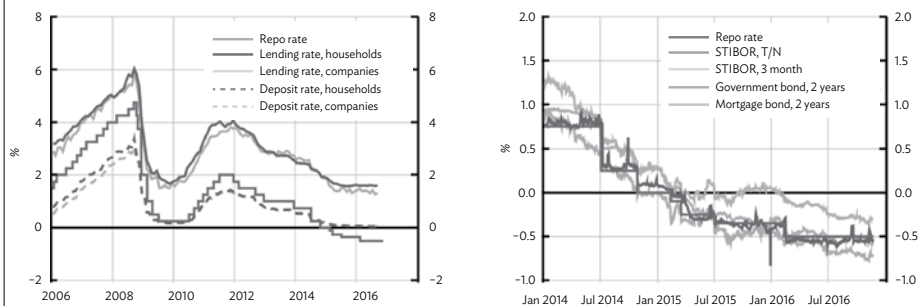 8
6
4
2
0
−2
%
8
6
4
2
0
−2
2006 2008 2010 2012 2014 2016
Repo rate
Lending rate, households
Lending rate, companies
Deposit rate, households
Deposit rate, companies
2.0
1.5
1.0
0.5
0.0
−0.5
−1.0
%
2.0
1.5
1.0
0.5
0.0
−0.5
−1.0
Jan 2014 Jul 2014 Jan 2015 Jul 2015 Jan 2016 Jul 2016
Repo rate
STIBOR, T/N
STIBOR, 3 month
Government bond, 2 years
Mortgage bond, 2 years